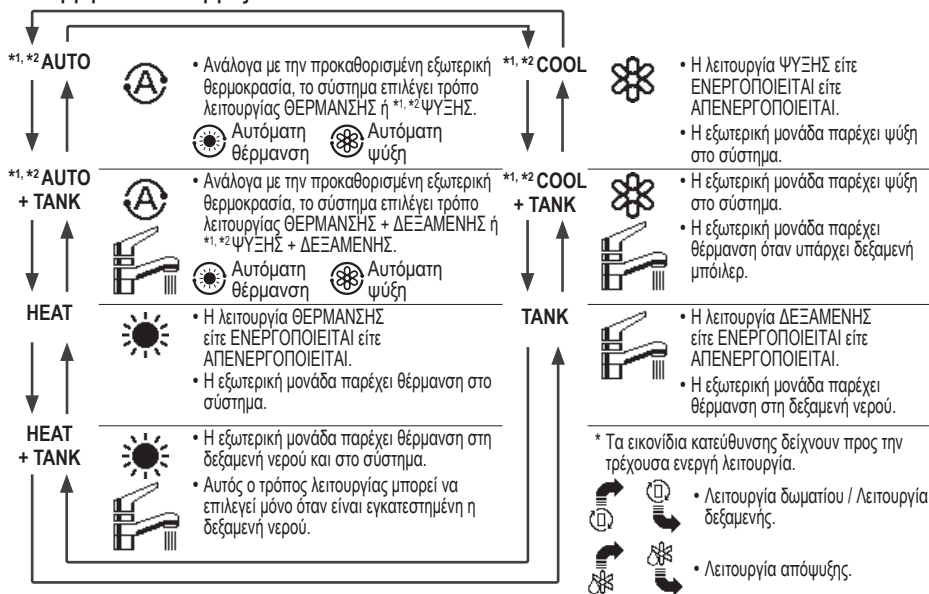 *1, *2 AUTO
• Ανάλογα με την προκαθορισμένη εξωτερική
θερμοκρασία, το σύστημα επιλέγει τρόπο
λειτουργίας ΘΕΡΜΑΝΣΗΣ ή *1, *2 ΨΥΞΗΣ.
Αυτόματη
θέρμανση
Αυτόματη
ψύξη
*1, *2 AUTO
+ TANK
• Ανάλογα με την προκαθορισμένη εξωτερική
θερμοκρασία, το σύστημα επιλέγει τρόπο
λειτουργίας ΘΕΡΜΑΝΣΗΣ + ΔΕΞΑΜΕΝΗΣ ή
*1, *2 ΨΥΞΗΣ + ΔΕΞΑΜΕΝΗΣ.
Αυτόματη
θέρμανση
Αυτόματη
ψύξη
HEAT
• Η λειτουργία ΘΕΡΜΑΝΣΗΣ
είτε ΕΝΕΡΓΟΠΟΙΕΙΤΑΙ είτε
ΑΠΕΝΕΡΓΟΠΟΙΕΙΤΑΙ.
• Η εξωτερική μονάδα παρέχει θέρμανση στο
σύστημα.
HEAT
+ TANK
• Η εξωτερική μονάδα παρέχει θέρμανση στη
δεξαμενή νερού και στο σύστημα.
• Αυτός ο τρόπος λειτουργίας μπορεί να
επιλεγεί μόνο όταν είναι εγκατεστημένη η
δεξαμενή νερού.
*1, *2 COOL
• Η λειτουργία ΨΥΞΗΣ είτε
ΕΝΕΡΓΟΠΟΙΕΙΤΑΙ είτε
ΑΠΕΝΕΡΓΟΠΟΙΕΙΤΑΙ.
• Η εξωτερική μονάδα παρέχει ψύξη
στο σύστημα.
*1, *2 COOL
+ TANK
• Η εξωτερική μονάδα παρέχει ψύξη
στο σύστημα.
• Η εξωτερική μονάδα παρέχει
θέρμανση όταν υπάρχει δεξαμενή
μπόιλερ.
TANK
• Η λειτουργία ΔΕΞΑΜΕΝΗΣ
είτε ΕΝΕΡΓΟΠΟΙΕΙΤΑΙ είτε
ΑΠΕΝΕΡΓΟΠΟΙΕΙΤΑΙ.
• Η εξωτερική μονάδα παρέχει
θέρμανση στη δεξαμενή νερού.
* Τα εικονίδια κατεύθυνσης δείχνουν προς την
τρέχουσα ενεργή λειτουργία.
• Λειτουργία δωματίου / Λειτουργία
δεξαμενής.
• Λειτουργία απόψυξης.